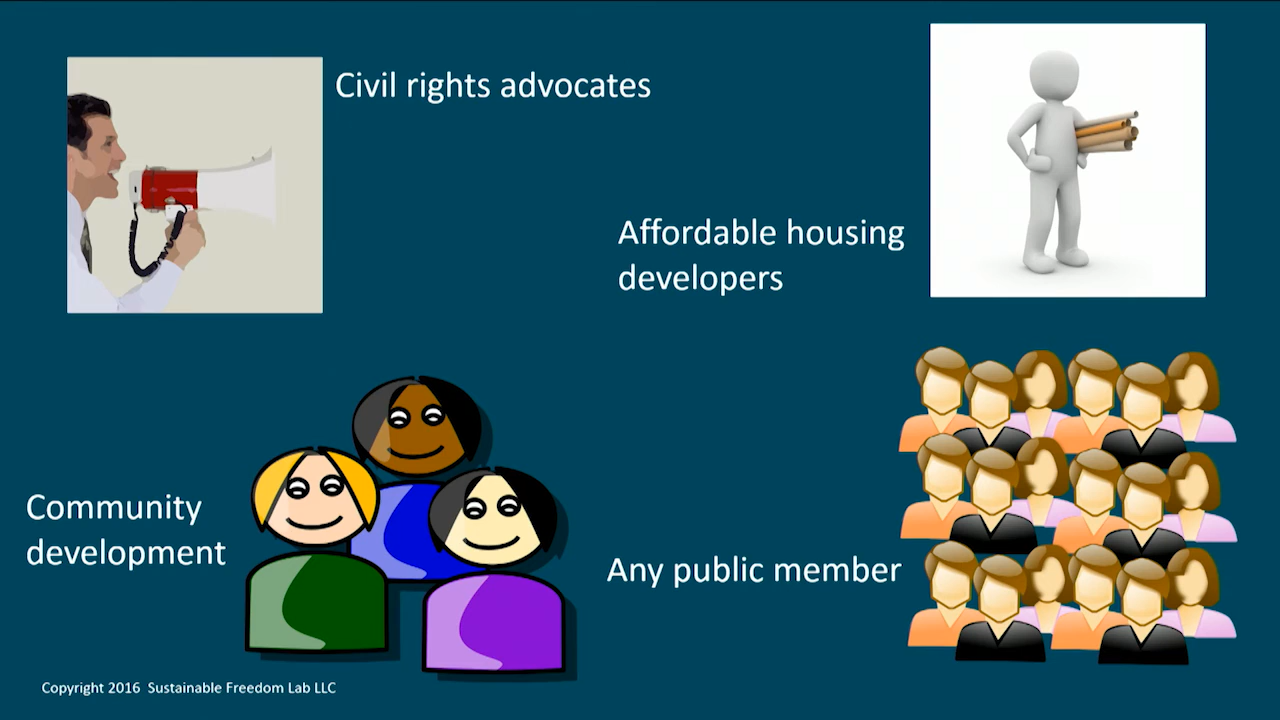 Civil rights advocates
Affordable housing
developers
Community
development
Any public member
Copyright 2016 Sustainable Freedom Lab LLC